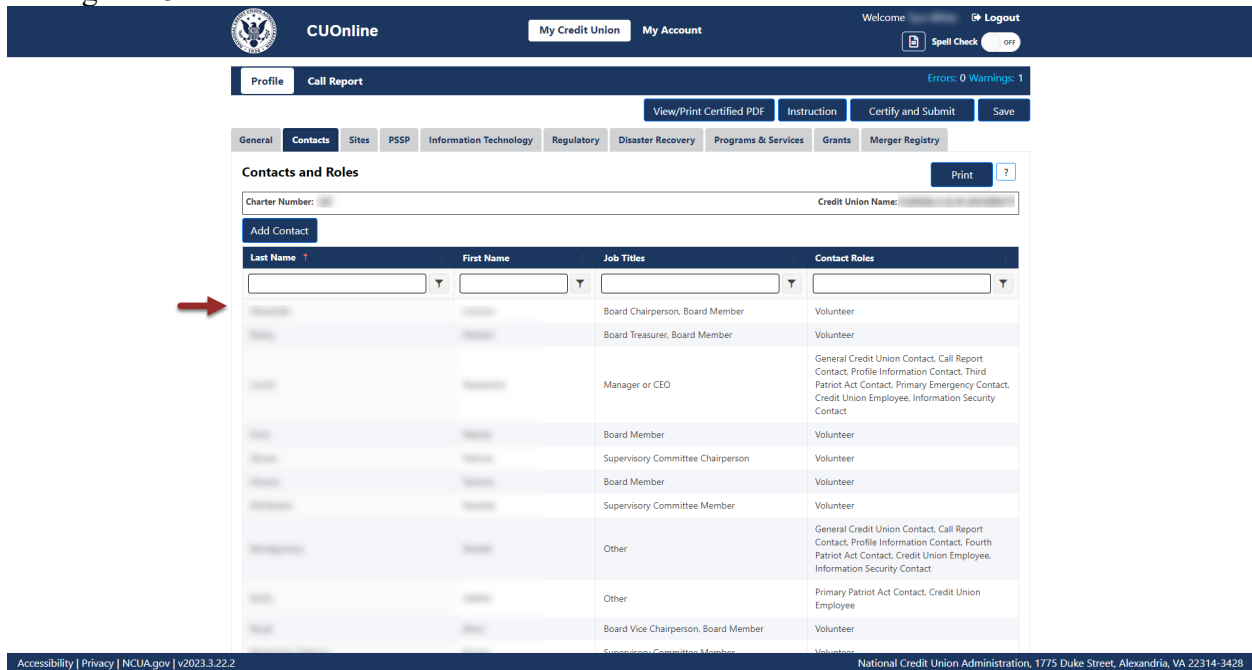 CUOnline
My Credit Union My Account
Welcome Logout
Spell Check OFF
Profile Call Report Errors: 0 Warnings: 1
View/Print Certified PDF Instruction Certify and Submit Save
General Contacts Sites PSSP Information Technology Regulatory Disaster Recovery Programs & Services Grants Merger Registry
Contacts and Roles Print ?
Charter Number: Credit Union Name:
Add Contact
Last Name ↑ First Name Job Titles Contact Roles
Board Chairperson, Board Member Volunteer
Board Treasurer, Board Member Volunteer
General Credit Union Contact, Call Report
Contact, Profile Information Contact, Third
Manager or CEO Patriot Act Contact, Primary Emergency Contact,
Credit Union Employee, Information Security
Contact
Board Member Volunteer
Supervisory Committee Chairperson Volunteer
Board Member Volunteer
Supervisory Committee Member Volunteer
General Credit Union Contact, Call Report
Contact, Profile Information Contact, Fourth
Other Patriot Act Contact, Credit Union Employee,
Information Security Contact
Other Primary Patriot Act Contact, Credit Union
Employee
Board Vice Chairperson, Board Member Volunteer
Supervisory Committee Member Volunteer
Accessibility | Privacy | NCUA.gov | v2023.3.22.2 National Credit Union Administration, 1775 Duke Street, Alexandria, VA 22314-3428